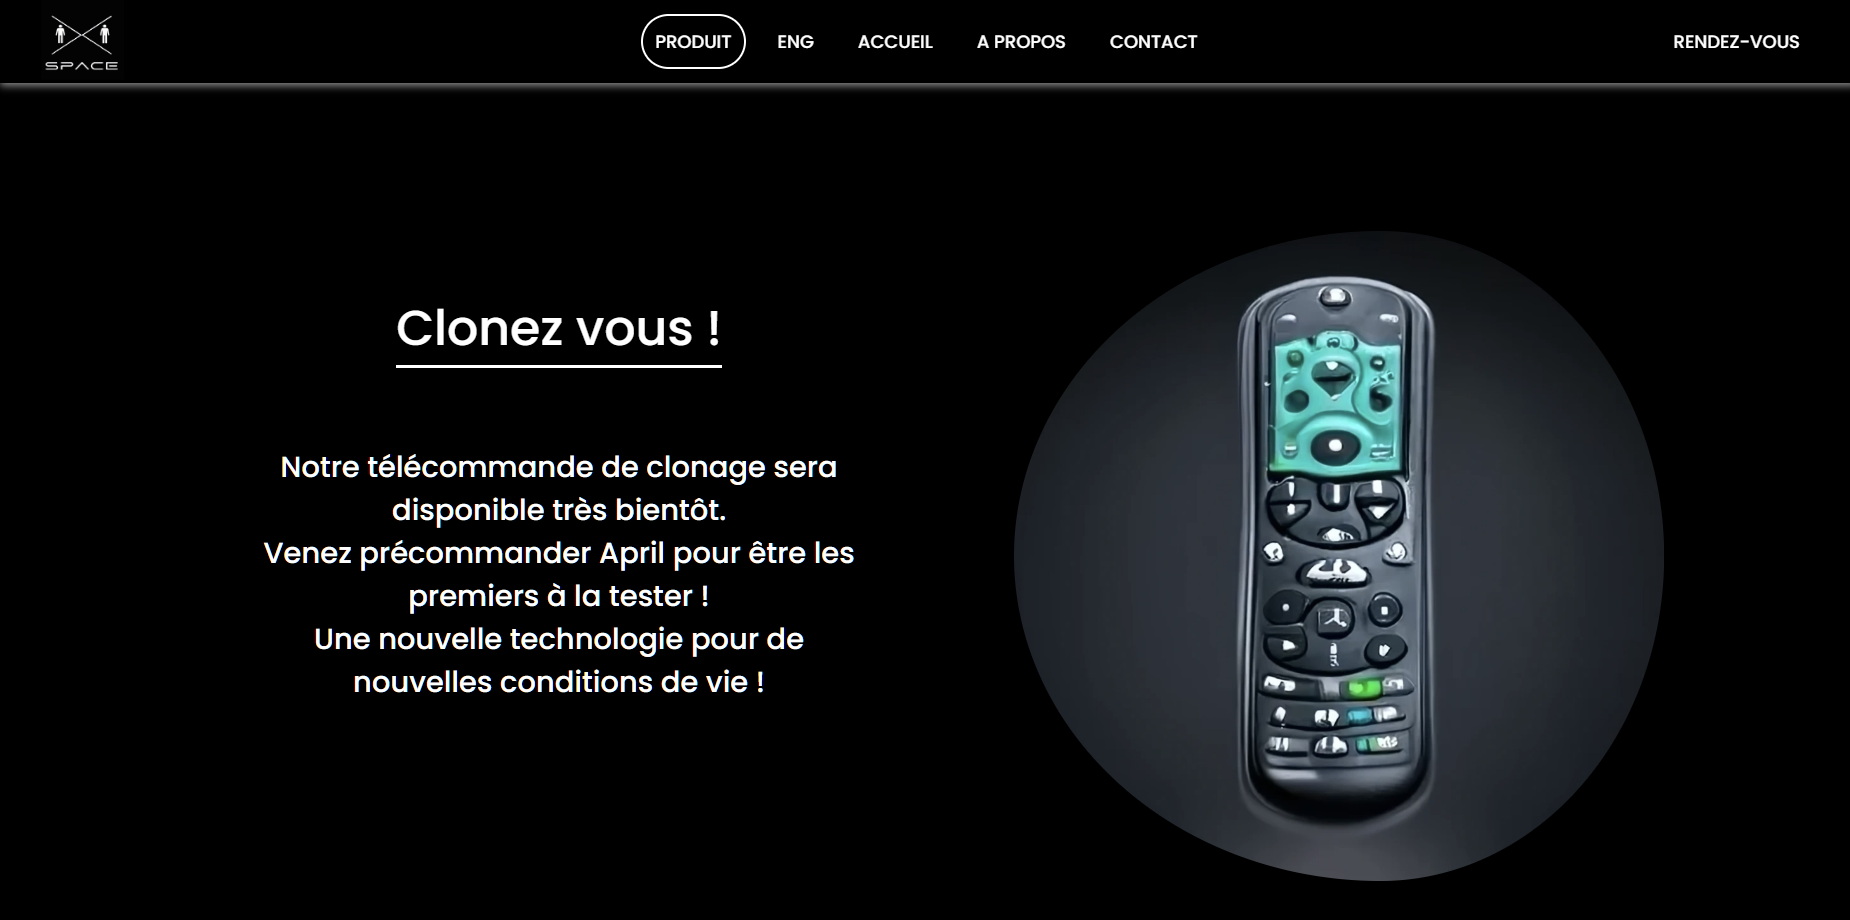 SPACE
PRODUIT
ENG
ACCUEIL
A PROPOS
CONTACT
RENDEZ-VOUS
Clonez vous !
Notre télécommande de clonage sera
disponible très bientôt.
Venez précommander April pour être les
premiers à la tester !
Une nouvelle technologie pour de
nouvelles conditions de vie !